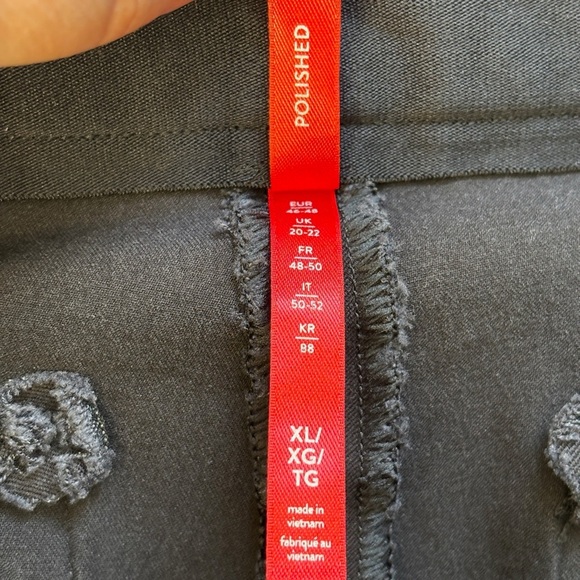 POLISHED
EUR
46-48
UK
20-22
FR
48-50
IT
50-52
KR
88
XL/
XG/
TG
made in
vietnam
fabriqué au
vietnam